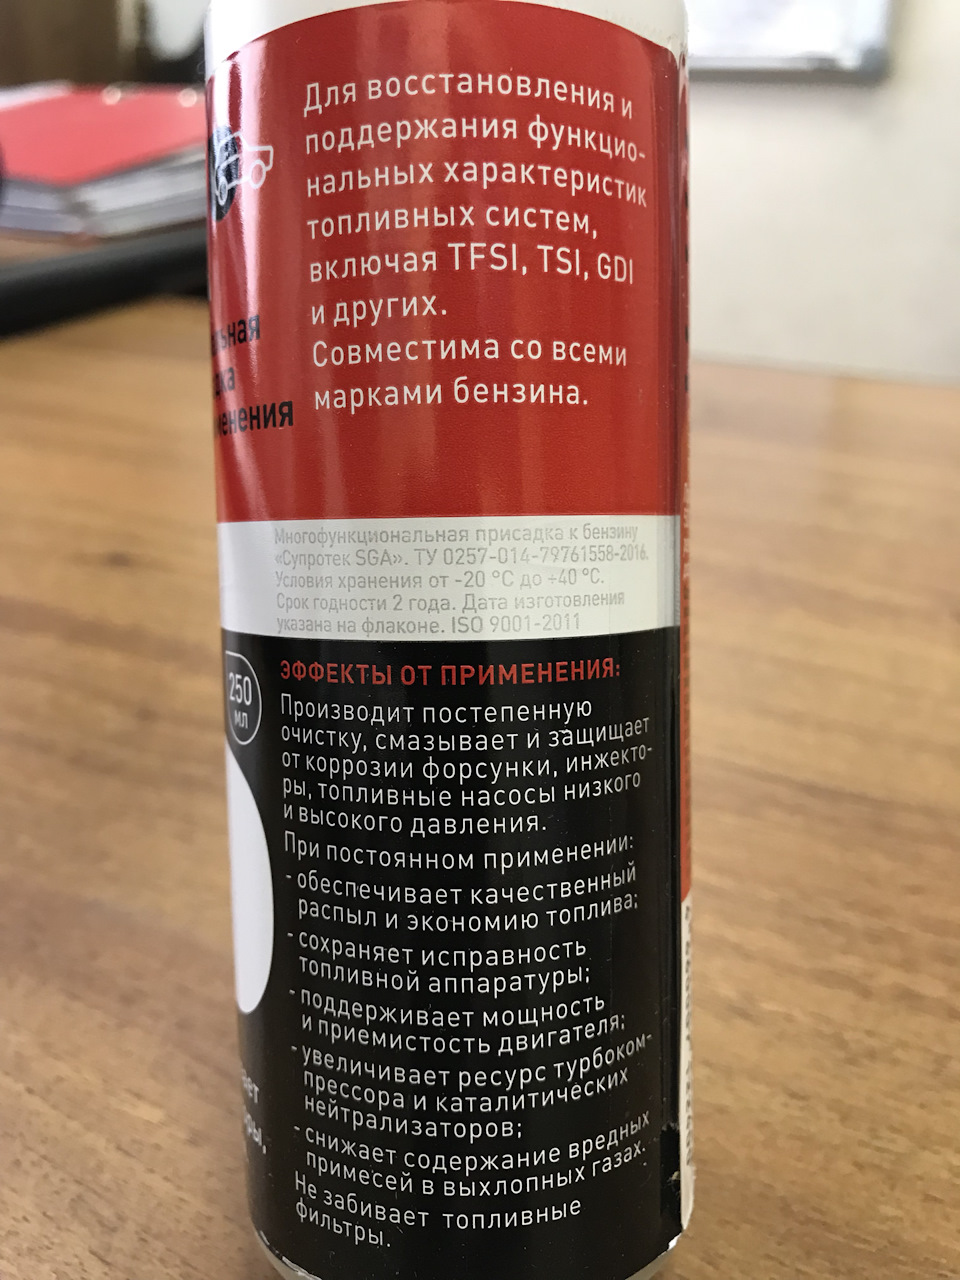 Для восстановления и
поддержания функцио-
нальных характеристик
топливных систем,
включая TFSI, TSI, GDI
и других.
Совместима со всеми
марками бензина.
Многофункциональная присадка к бензину
«Супротек SGA». ТУ 0257-014-79761558-2016.
Условия хранения от -20 °C до +40 °C.
Срок годности 2 года. Дата изготовления
указана на флаконе. ISO 9001-2011
250
мл
ЭФФЕКТЫ ОТ ПРИМЕНЕНИЯ:
Производит постепенную
очистку, смазывает и защищает
от коррозии форсунки, инжекто-
ры, топливные насосы низкого
и высокого давления.
При постоянном применении:
- обеспечивает качественный
распыл и экономию топлива;
- сохраняет исправность
топливной аппаратуры;
- поддерживает мощность
и приемистость двигателя;
- увеличивает ресурс турбоком-
прессора и каталитических
нейтрализаторов;
- снижает содержание вредных
примесей в выхлопных газах.
Не забивает топливные
фильтры.